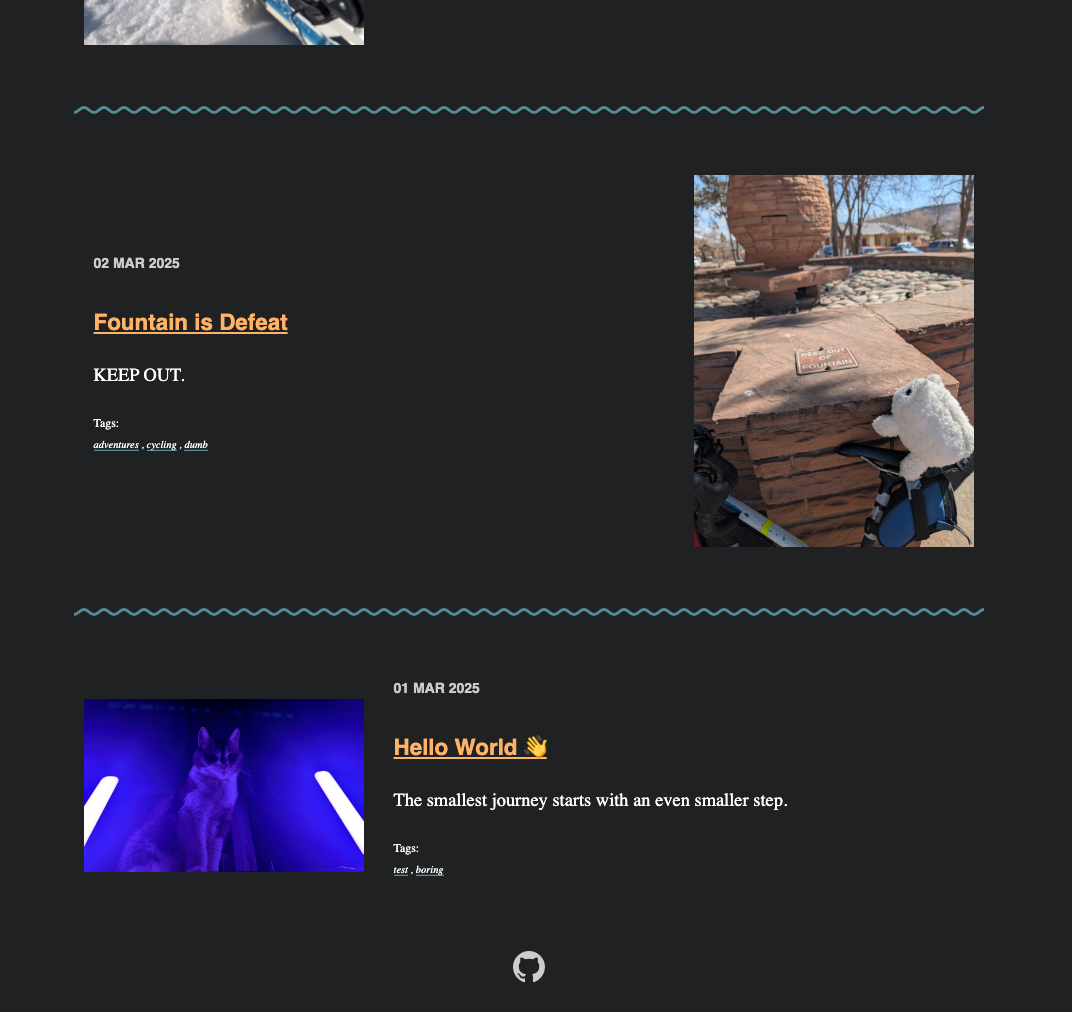 02 MAR 2025
Fountain is Defeat
KEEP OUT.
Tags:
adventures , cycling , dumb
KEEP OUT
OF
FOUNTAIN
01 MAR 2025
Hello World 👋
The smallest journey starts with an even smaller step.
Tags:
test , boring